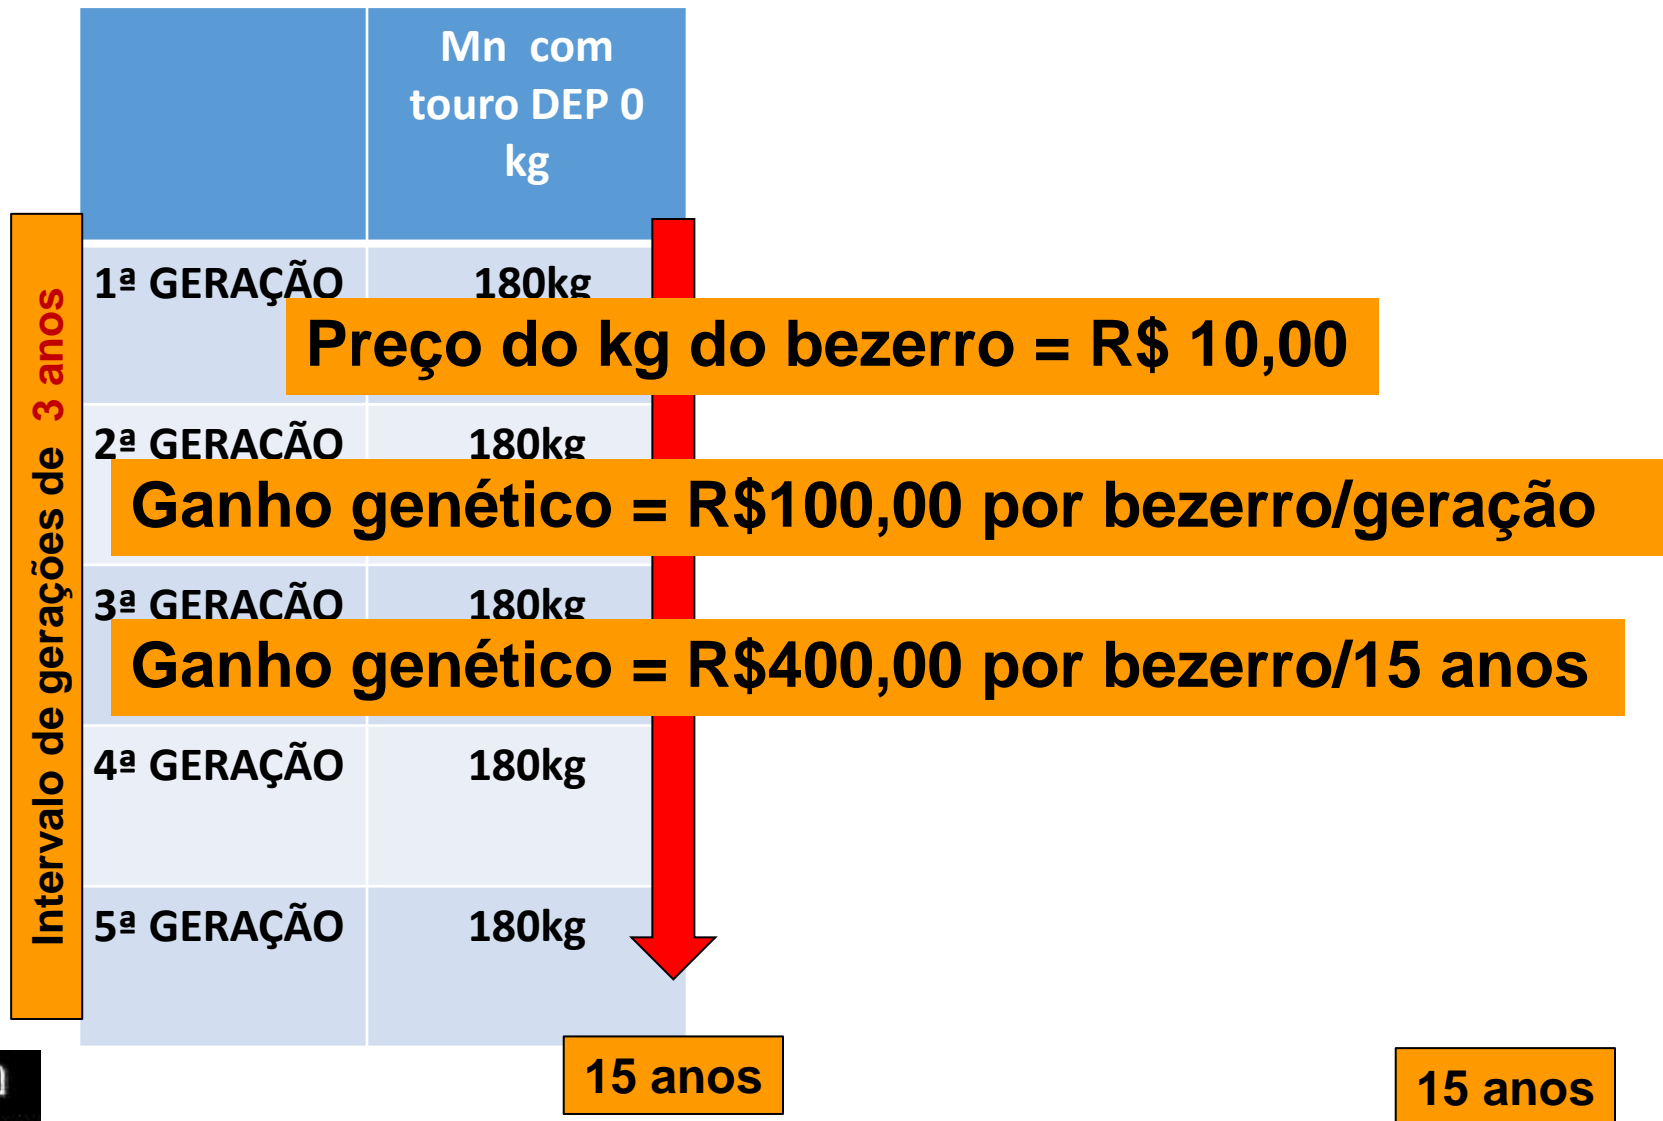 Mn com
touro DEP 0
kg
Intervalo de gerações de 3 anos
1ª GERAÇÃO 180kg
Preço do kg do bezerro = R$ 10,00
2ª GERAÇÃO 180kg
Ganho genético = R$100,00 por bezerro/geração
3ª GERAÇÃO 180kg
Ganho genético = R$400,00 por bezerro/15 anos
4ª GERAÇÃO 180kg
5ª GERAÇÃO 180kg
15 anos
15 anos